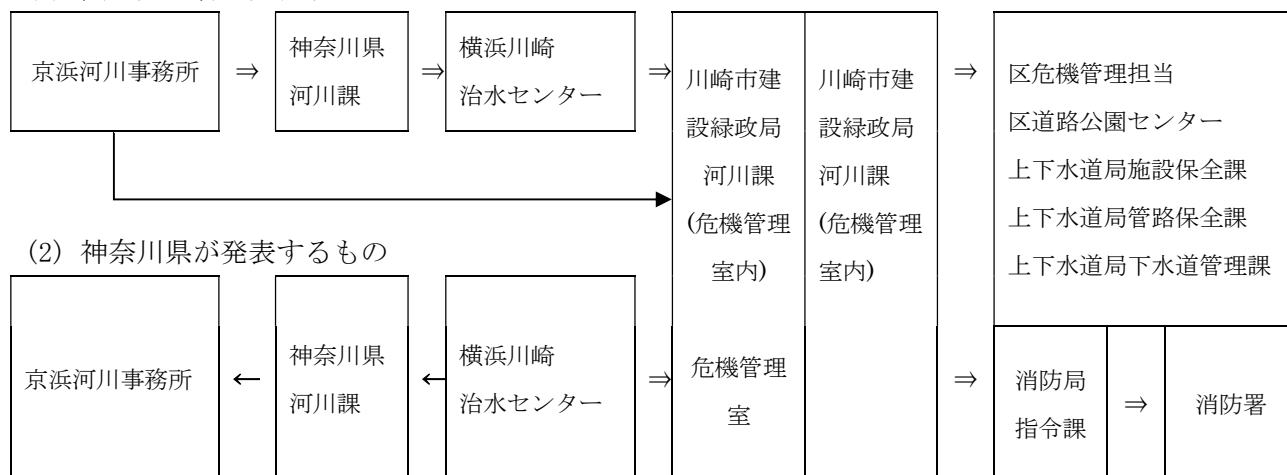 京浜河川事務所
⇒
神奈川県
河川課
⇒
横浜川崎
治水センター
⇒
川崎市建
設緑政局
河川課
(危機管理
室内)
川崎市建
設緑政局
河川課
(危機管理
室内)
⇒
区危機管理担当
区道路公園センター
上下水道局施設保全課
上下水道局管路保全課
上下水道局下水道管理課
(2) 神奈川県が発表するもの
京浜河川事務所
←
神奈川県
河川課
←
横浜川崎
治水センター
⇒
危機管理
室
⇒
消防局
指令課
⇒
消防署